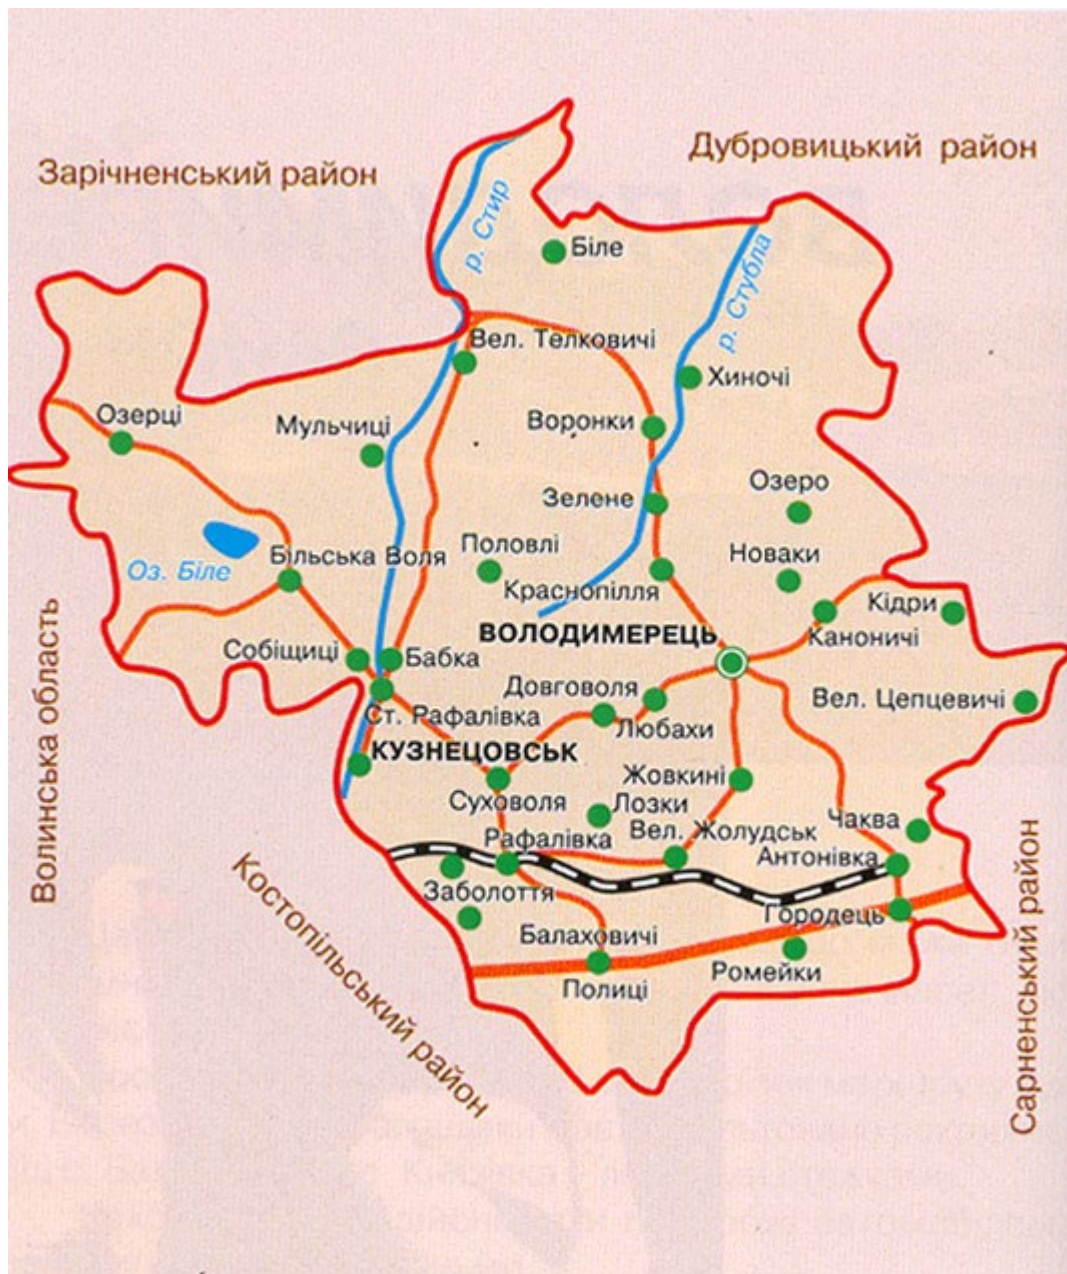 Дубровицький район
Зарічненський район
р. Стир
р. Стубла
Біле
Вел. Телковичі
Хиночі
Озерці
Мульчиці
Воронки
Озеро
Зелене
Половлі
Новаки
Більська Воля
Оз. Біле
Краснопілля
Кідри
Каноничі
ВОЛОДИМЕРЕЦЬ
Собіщиці
Бабка
Довговоля
Вел. Цепцевичі
Ст. Рафалівка
Любахи
КУЗНЕЦОВСЬК
Жовкині
Суховоля
Лозки
Чаква
Рафалівка
Вел. Жолудськ
Антонівка
Заболоття
Городець
Балаховичі
Ромейки
Полиці
Волинська область
Костопільський район
Сарненський район